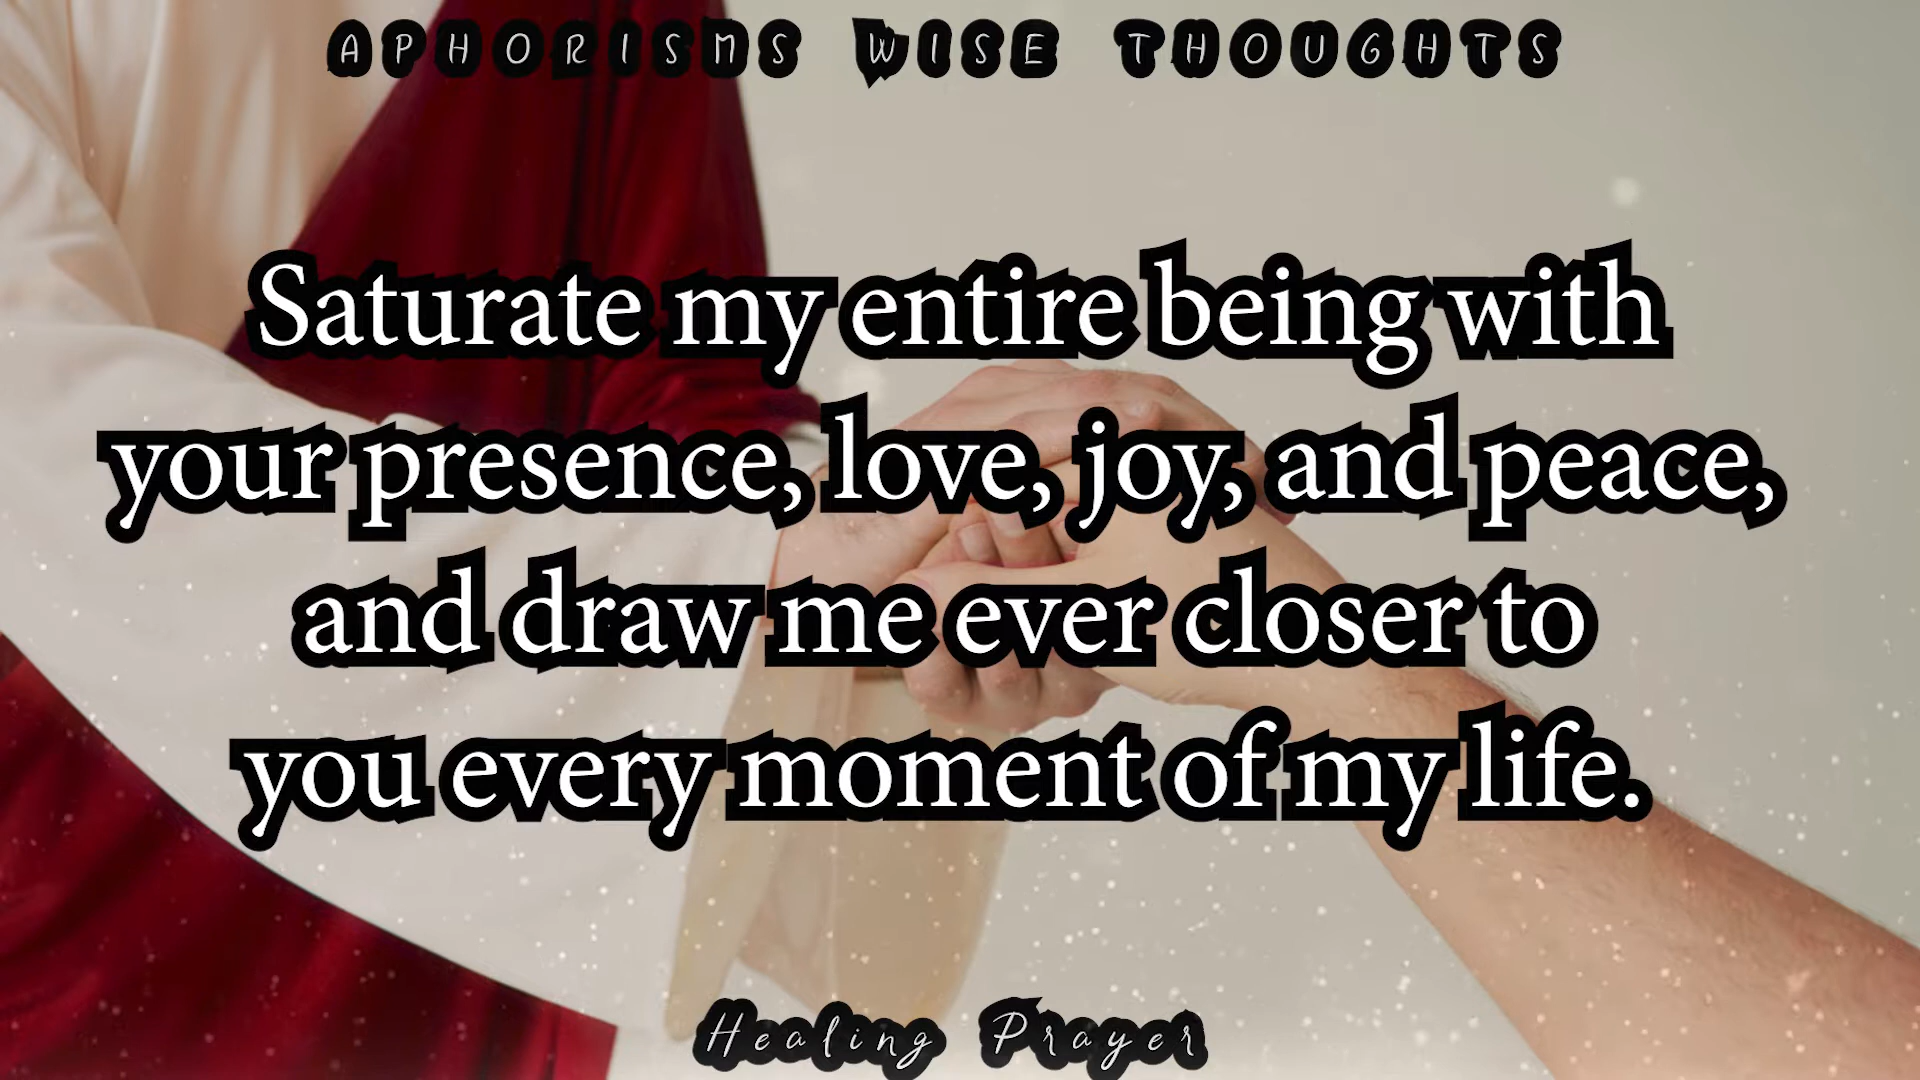 APHORISMS WISE THOUGHTS
Saturate my entire being with
your presence, love, joy, and peace,
and draw me ever closer to
you every moment of my life.
Healing Prayer